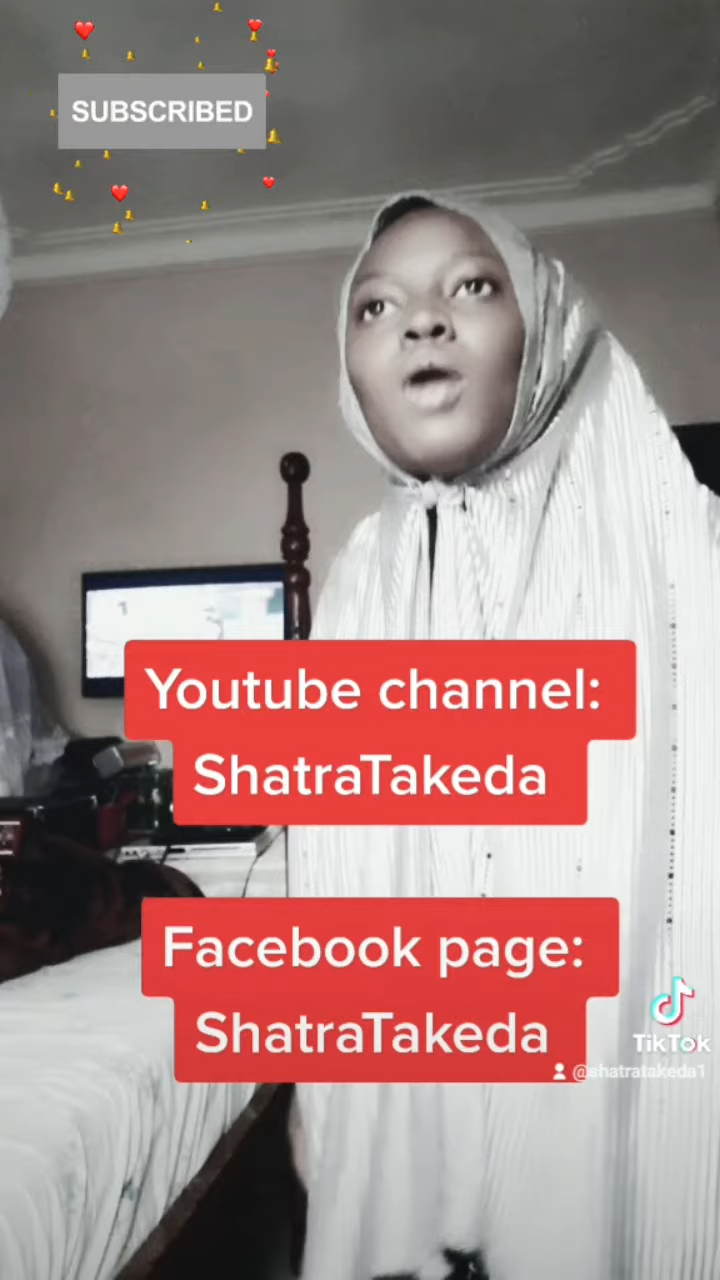 SUBSCRIBED
Youtube channel:
ShatraTakeda
Facebook page:
ShatraTakeda
TikTok
@shatratakeda1